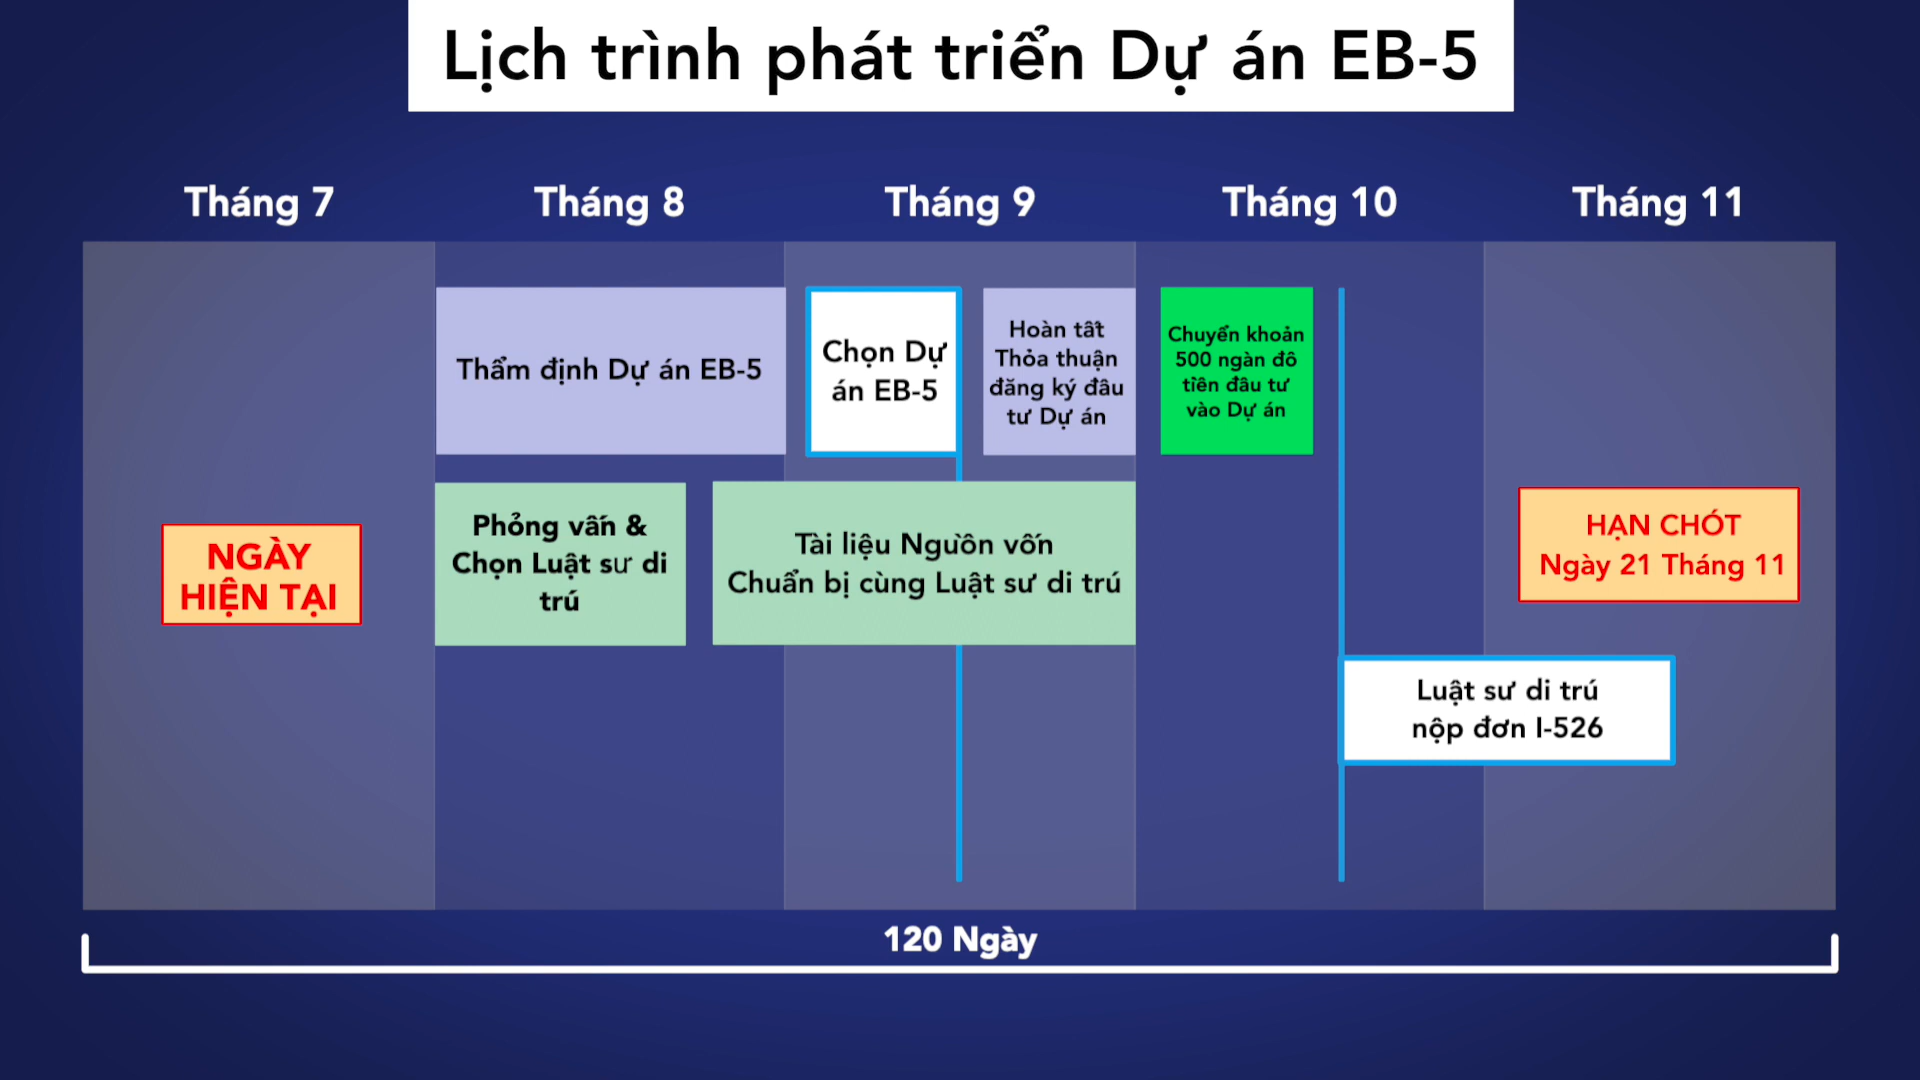 Lịch trình phát triển Dự án EB-5
Tháng 7
Tháng 8
Tháng 9
Tháng 10
Tháng 11
Thẩm định Dự án EB-5
Chọn Dự
án EB-5
Hoàn tất
Thỏa thuận
đăng ký đầu
tư Dự án
Chuyển khoản
500 ngàn đô
tiền đầu tư
vào Dự án
NGÀY
HIỆN TẠI
Phỏng vấn &
Chọn Luật sư di
trú
Tài liệu Nguồn vốn
Chuẩn bị cùng Luật sư di trú
HẠN CHÓT
Ngày 21 Tháng 11
Luật sư di trú
nộp đơn I-526
120 Ngày